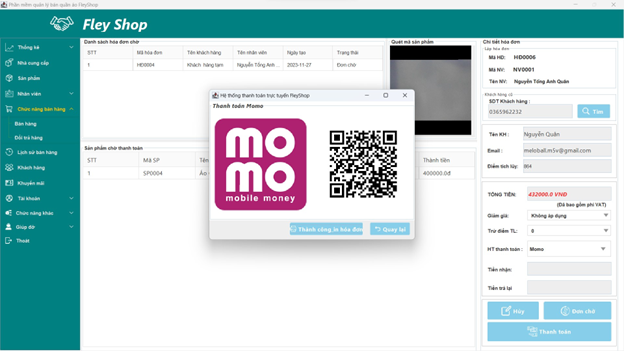 Phần mềm quản lý bán quần áo FleyShop
Fley Shop
Thống kê
Nhà cung cấp
Sản phẩm
Nhân viên
Chức năng bán hàng
Bán hàng
Đổi trả hàng
Lịch sử bán hàng
Khách hàng
Khuyến mãi
Tài khoản
Chức năng khác
Giúp đỡ
Thoát
Danh sách hóa đơn chờ
STT Mã hóa đơn Tên khách hàng Tên nhân viên Ngày tạo Trạng thái
1 HĐ0004 Khách hàng tam Nguyễn Tống Anh ... 2023-11-27 Đơn chờ
Quét mã sản phẩm
Sản phẩm chờ thanh toán
STT Mã SP Tên Thành tiền
1 SP0004 Áo 400000.0đ
Hệ thống thanh toán trực tuyến FleyShop
Thanh toán Momo
mo
mo
mobile money
Thành công in hóa đơn
Quay lại
Chi tiết hóa đơn
Lập hóa đơn
Mã HD: HĐ0006
Mã NV: NV0001
Tên NV: Nguyễn Tống Anh Quân
Khách hàng cũ
SĐT Khách hàng :
0365962232 Tìm
Tên KH : Nguyễn Quân
Email : meloball.m5v@gmail.com
Điểm tích lũy:
TỔNG TIỀN: 432000.0 VNĐ
(Đã bao gồm phí VAT)
Giảm giá: Không áp dụng
Trừ điểm TL: 0
HT thanh toán : Momo
Tiền nhận:
Tiền trả lại
Hủy Đơn chờ
Thanh toán